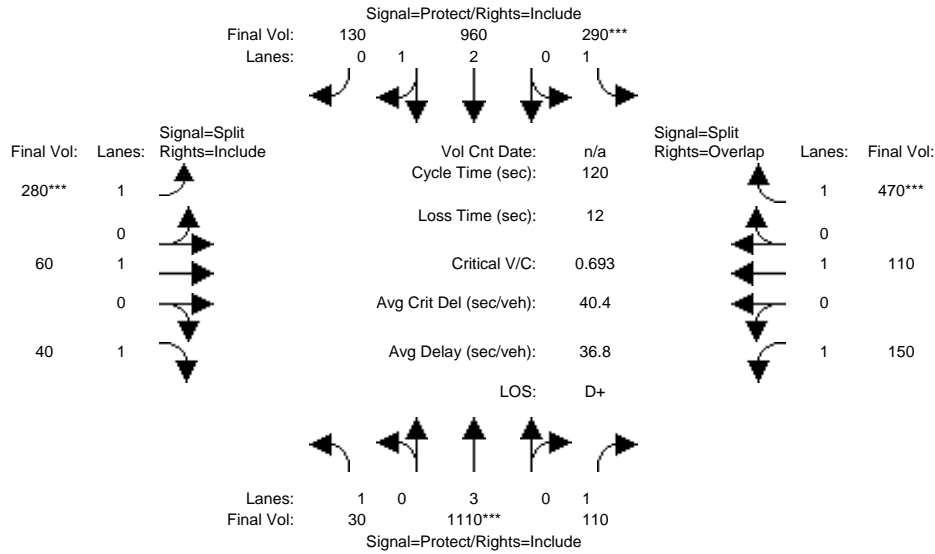 Signal=Protect/Rights=Include
Final Vol: 130 960 290***
Lanes: 0 1 2 0 1
Signal=Split
Final Vol: Lanes: Rights=Include
Vol Cnt Date: n/a
Signal=Split
Rights=Overlap Lanes: Final Vol:
Cycle Time (sec): 120
280*** 1
1 470***
Loss Time (sec): 12
0
0
60 1
Critical V/C: 0.693
1 110
0
Avg Crit Del (sec/veh): 40.4
0
40 1
Avg Delay (sec/veh): 36.8
1 150
LOS: D+
Lanes: 1 0 3 0 1
Final Vol: 30 1110*** 110
Signal=Protect/Rights=Include